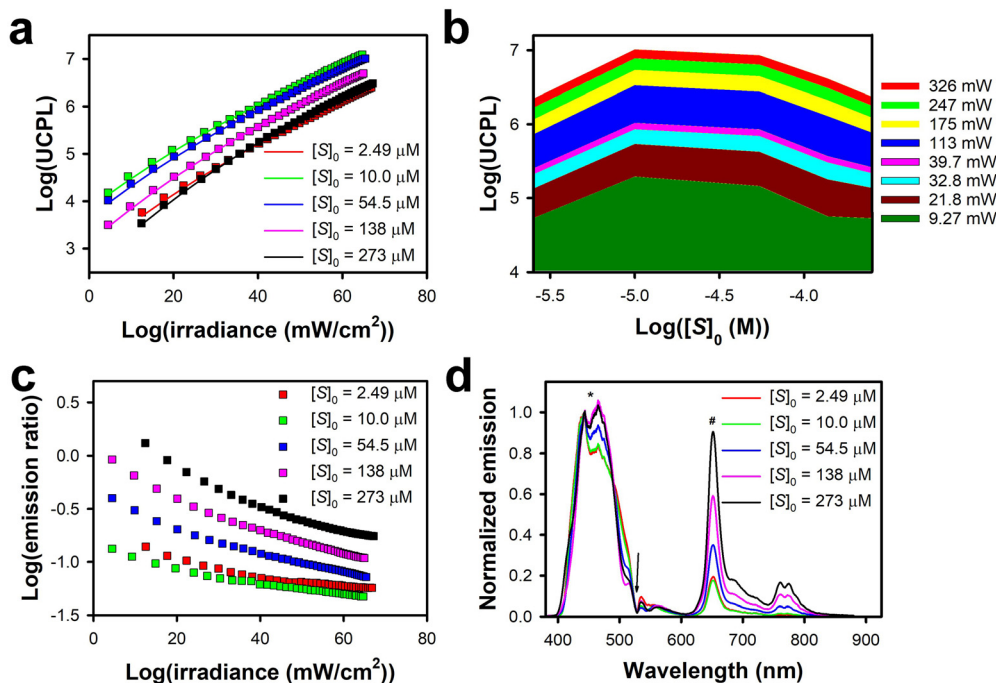 a
Log(UCPL)
7
6
5
4
3
0 20 40 60 80
Log(irradiance (mW/cm²))
[S]₀ = 2.49 μM
[S]₀ = 10.0 μM
[S]₀ = 54.5 μM
[S]₀ = 138 μM
[S]₀ = 273 μM
b
Log(UCPL)
7
6
5
4
-5.5 -5.0 -4.5 -4.0
Log([S]₀ (M))
326 mW
247 mW
175 mW
113 mW
39.7 mW
32.8 mW
21.8 mW
9.27 mW
c
Log(emission ratio)
0.5
0.0
-0.5
-1.0
-1.5
0 20 40 60 80
Log(irradiance (mW/cm²))
[S]₀ = 2.49 μM
[S]₀ = 10.0 μM
[S]₀ = 54.5 μM
[S]₀ = 138 μM
[S]₀ = 273 μM
d
Normalized emission
1.0
0.8
0.6
0.4
0.2
0.0
400 500 600 700 800 900
Wavelength (nm)
*
#
[S]₀ = 2.49 μM
[S]₀ = 10.0 μM
[S]₀ = 54.5 μM
[S]₀ = 138 μM
[S]₀ = 273 μM